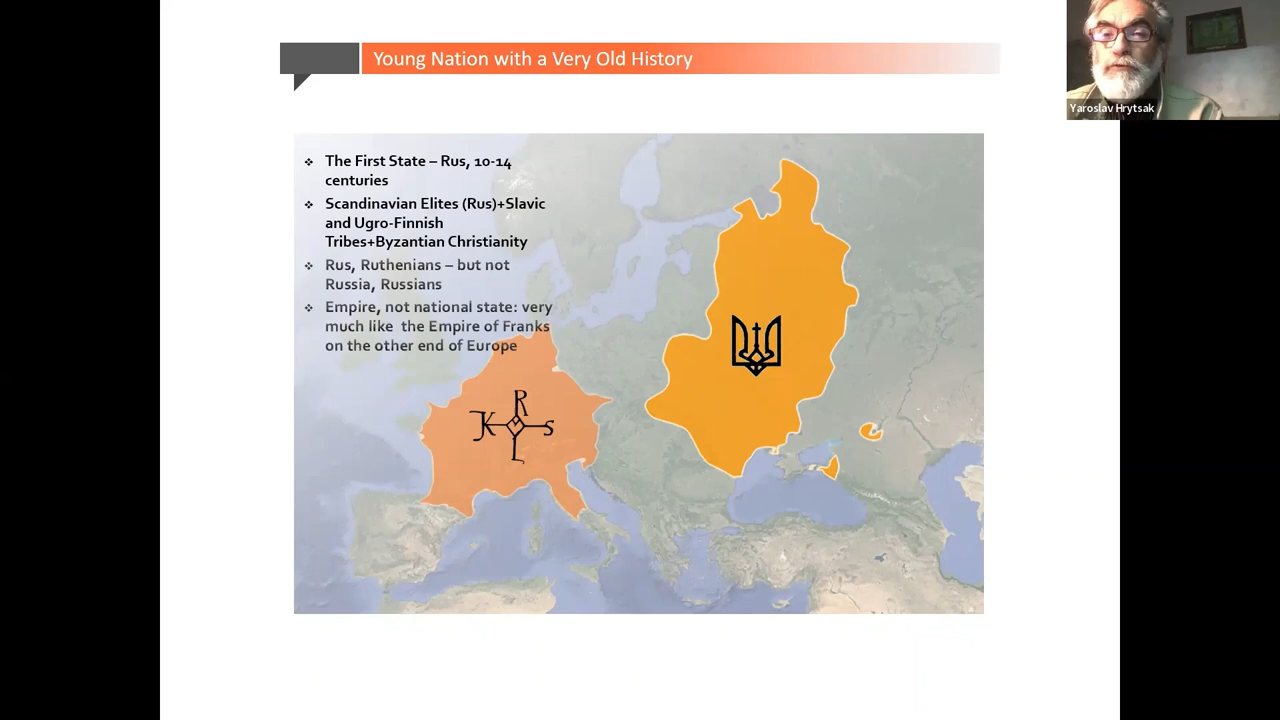 Young Nation with a Very Old History
Yaroslav Hrytsak
❖ The First State – Rus, 10-14
centuries
❖ Scandinavian Elites (Rus)+Slavic
and Ugro-Finnish
Tribes+Byzantine Christianity
❖ Rus, Ruthenians – but not
Russia, Russians
❖ Empire, not national state: very
much like  the Empire of Franks
on the other end of Europe
R
K S
L